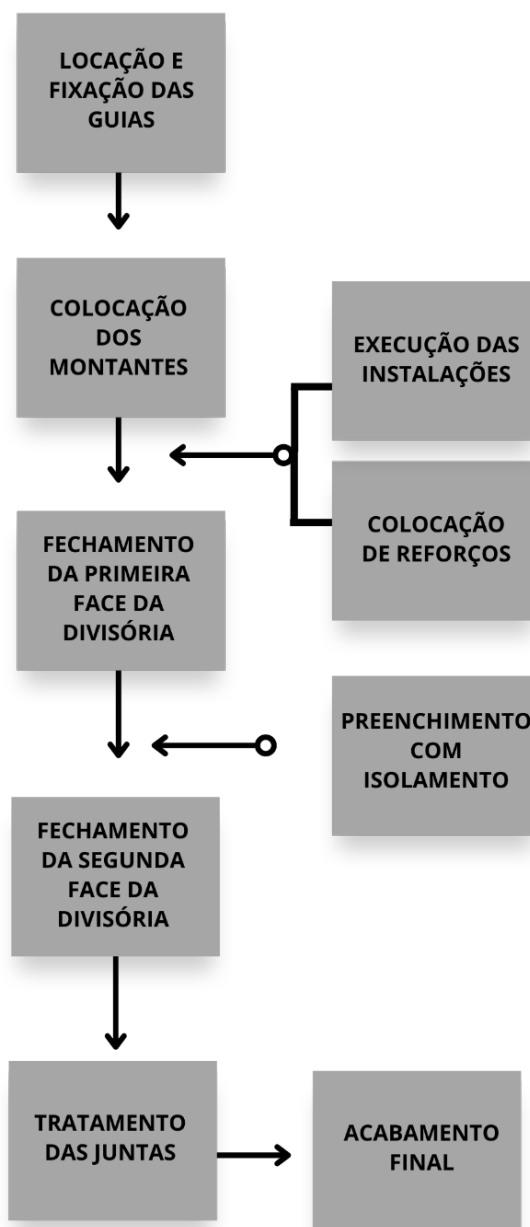 LOCAÇÃO E
FIXAÇÃO DAS
GUIAS
COLOCAÇÃO
DOS
MONTANTES
EXECUÇÃO DAS
INSTALAÇÕES
COLOCAÇÃO
DE REFORÇOS
FECHAMENTO
DA PRIMEIRA
FACE DA
DIVISÓRIA
PREENCHIMENTO
COM
ISOLAMENTO
FECHAMENTO
DA SEGUNDA
FACE DA
DIVISÓRIA
TRATAMENTO
DAS JUNTAS
ACABAMENTO
FINAL